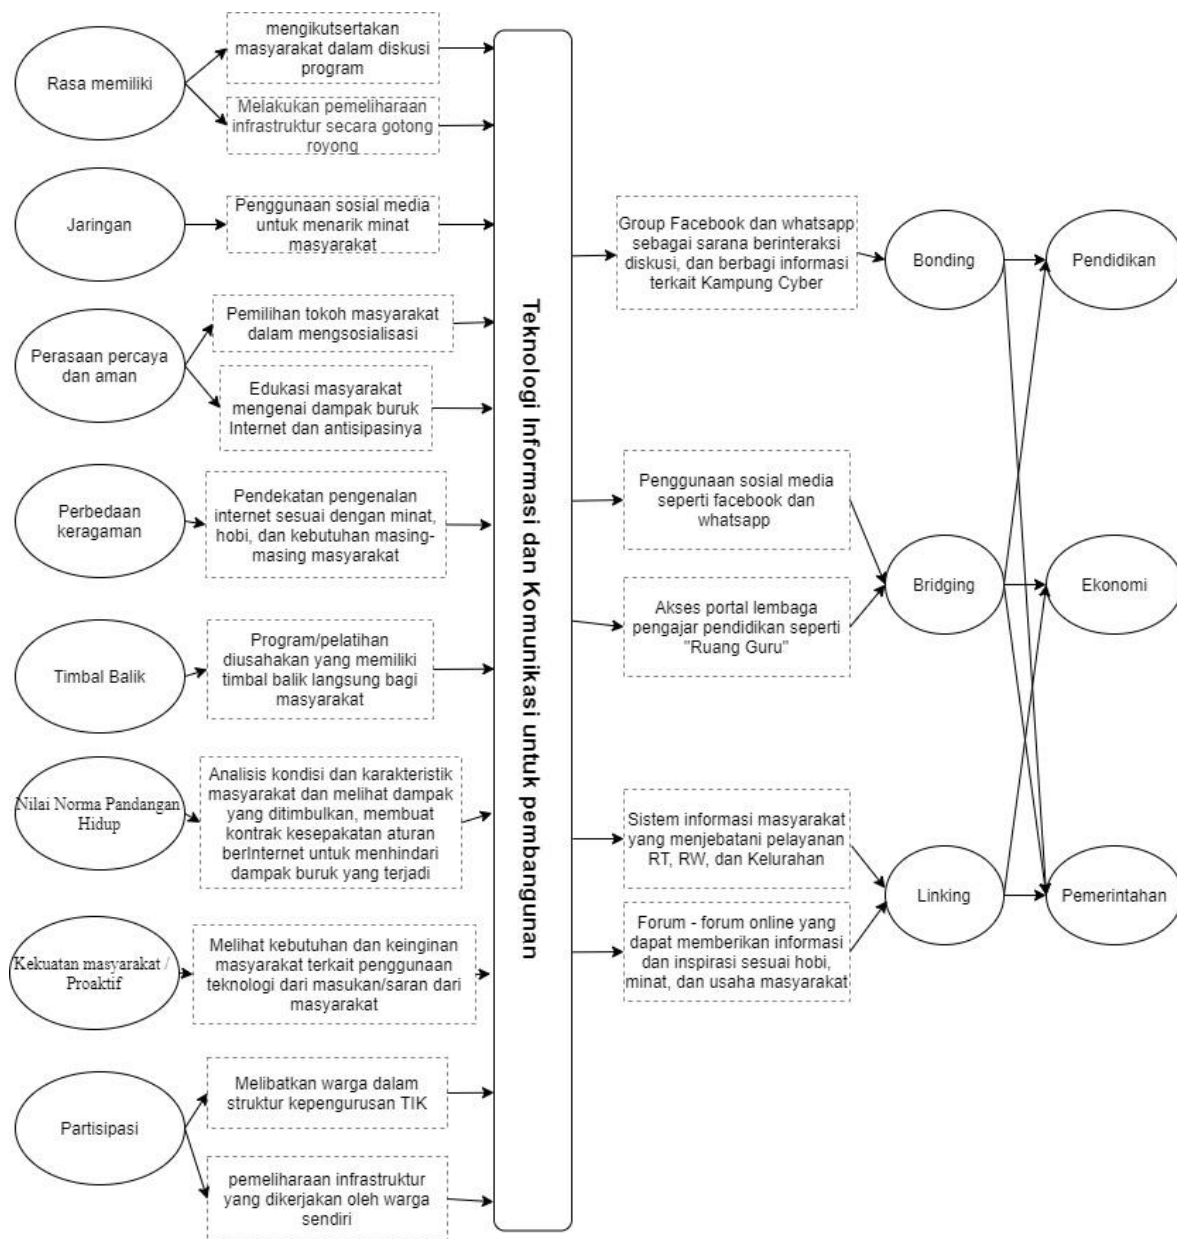 Rasa memiliki
mengikutsertakan
masyarakat dalam diskusi
program
Melakukan pemeliharaan
infrastruktur secara gotong
royong
Jaringan
Penggunaan sosial media
untuk menarik minat
masyarakat
Perasaan percaya
dan aman
Pemilihan tokoh masyarakat
dalam mengsosialisasi
Edukasi masyarakat
mengenai dampak buruk
Internet dan antisipasinya
Perbedaan
keragaman
Pendekatan pengenalan
internet sesuai dengan minat,
hobi, dan kebutuhan masing-
masing masyarakat
Timbal Balik
Program/pelatihan
diusahakan yang memiliki
timbal balik langsung bagi
masyarakat
Nilai Norma Pandangan
Hidup
Analisis kondisi dan karakteristik
masyarakat dan melihat dampak
yang ditimbulkan, membuat
kontrak kesepakatan aturan
berInternet untuk menhindari
dampak buruk yang terjadi
Kekuatan masyarakat /
Proaktif
Melihat kebutuhan dan keinginan
masyarakat terkait penggunaan
teknologi dari masukan/saran dari
masyarakat
Partisipasi
Melibatkan warga dalam
struktur kepengurusan TIK
pemeliharaan infrastruktur
yang dikerjakan oleh warga
sendiri
Teknologi Informasi dan Komunikasi untuk pembangunan
Group Facebook dan whatsapp
sebagai sarana berinteraksi
diskusi, dan berbagi informasi
terkait Kampung Cyber
Penggunaan sosial media
seperti facebook dan
whatsapp
Akses portal lembaga
pengajar pendidikan seperti
"Ruang Guru"
Sistem informasi masyarakat
yang menjebatani pelayanan
RT, RW, dan Kelurahan
Forum - forum online yang
dapat memberikan informasi
dan inspirasi sesuai hobi,
minat, dan usaha masyarakat
Bonding
Bridging
Linking
Pendidikan
Ekonomi
Pemerintahan